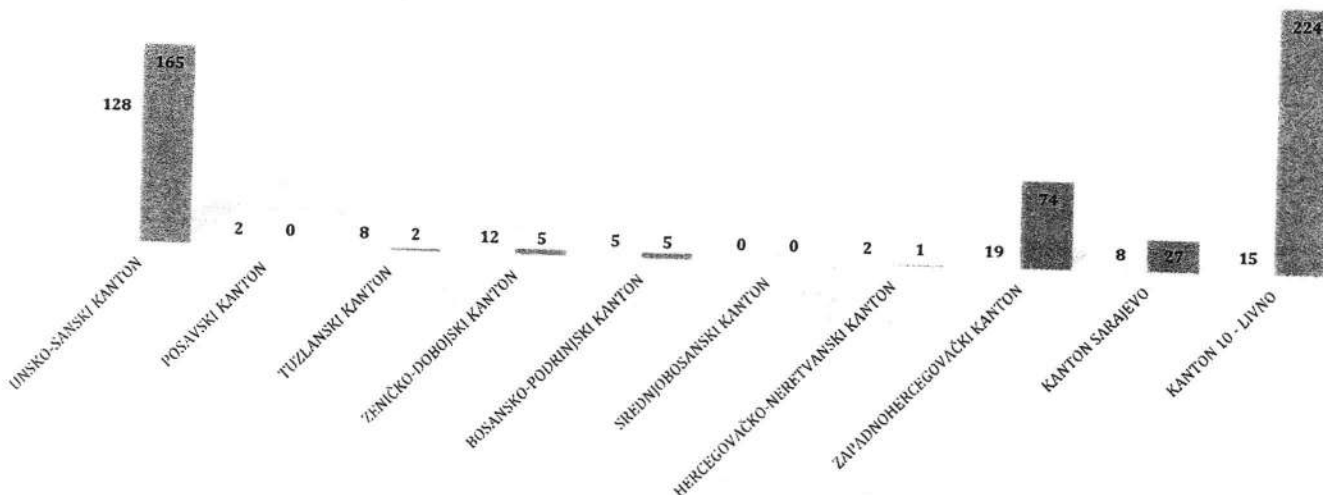 224
165
128
74
2 0 8 2 12 5 5 5 0 0 2 1 19 8 27 15
UNSKO-SANSKI KANTON
POSAVSKI KANTON
TUZLANSKI KANTON
ZENIČKO-DOBOJSKI KANTON
BOSANSKO-PODRINJSKI KANTON
SREDNJOBOSANSKI KANTON
HERCEGOVAČKO-NERETVANSKI KANTON
ZAPADNOHERCEGOVAČKI KANTON
KANTON SARAJEVO
KANTON 10 - LIVNO